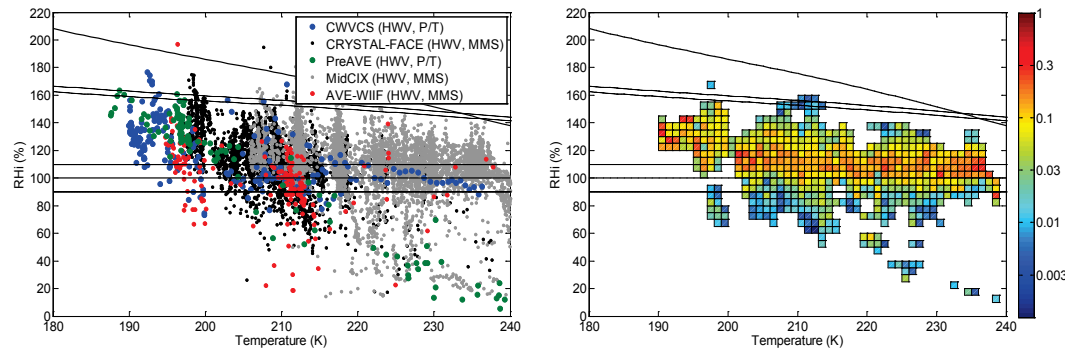 220
200
180
160
140
120
100
80
60
40
20
0
RHi (%)
180 190 200 210 220 230 240
Temperature (K)
CWVCS (HWV, P/T)
CRYSTAL-FACE (HWV, MMS)
PreAVE (HWV, P/T)
MidCIX (HWV, MMS)
AVE-WIIF (HWV, MMS)
220
200
180
160
140
120
100
80
60
40
20
0
RHi (%)
180 190 200 210 220 230 240
Temperature (K)
1
0.3
0.1
0.03
0.01
0.003